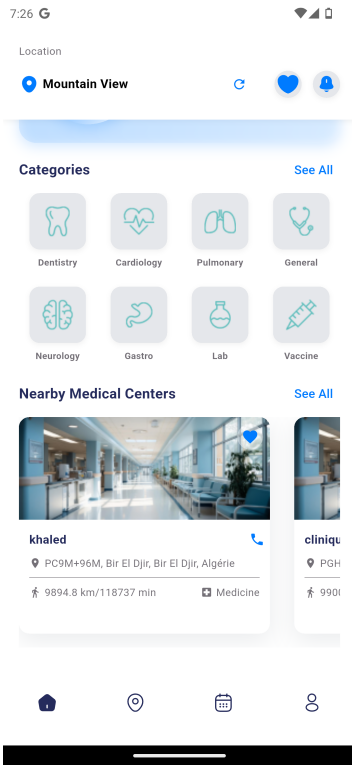 7:26 G
Location
Mountain View
Categories See All
Dentistry Cardiology Pulmonary General
Neurology Gastro Lab Vaccine
Nearby Medical Centers See All
khaled
PC9M+96M, Bir El Djir, Bir El Djir, Algérie
9894.8 km/118737 min Medicine
cliniqu
PGH
990